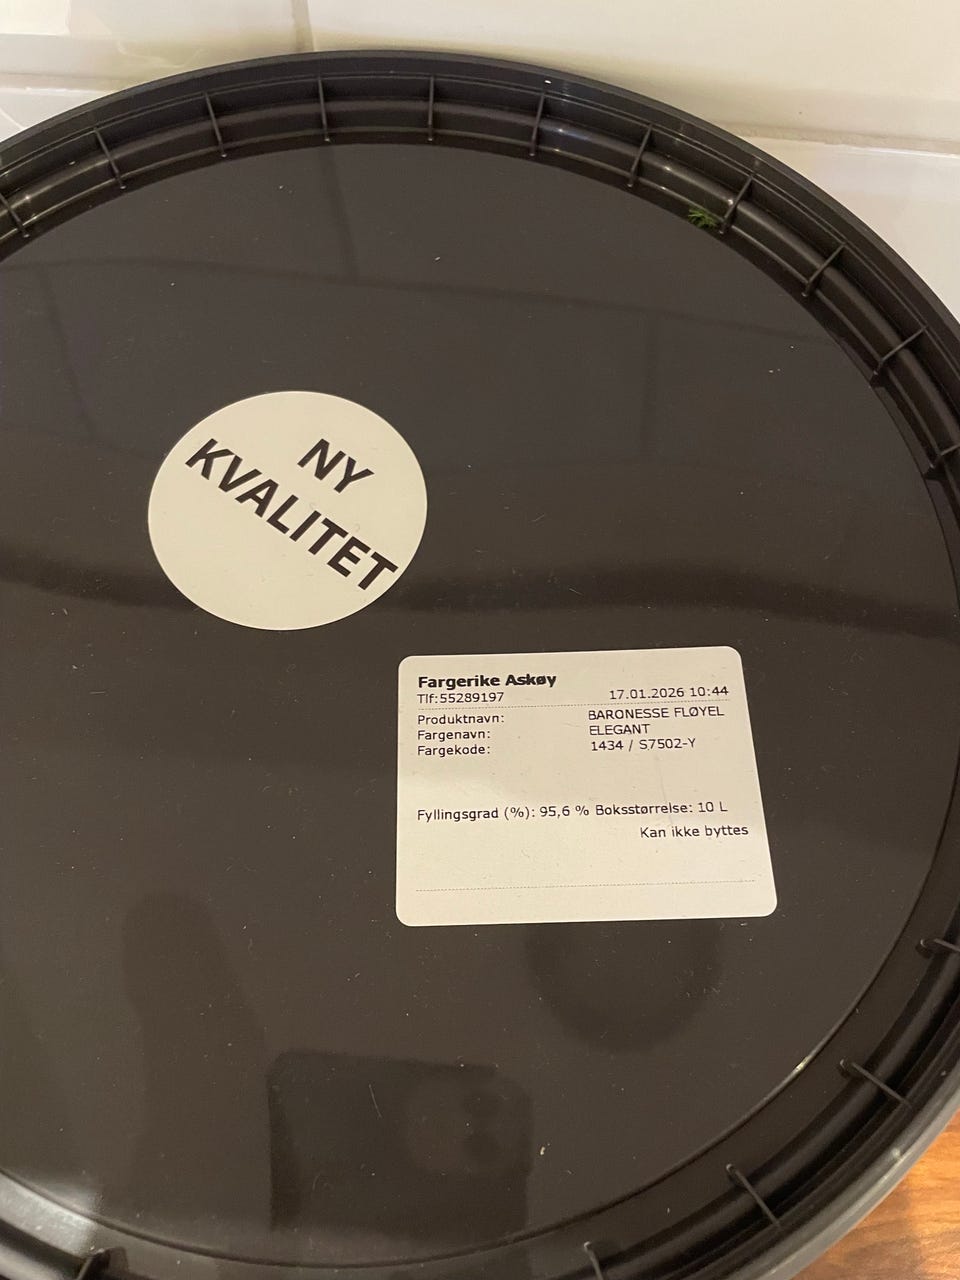 NY
KVALITET
Fargerike Askøy
Tlf:55289197 17.01.2026 10:44
Produktnavn: BARONESSE FLØYEL
Fargenavn: ELEGANT
Fargekode: 1434 / S7502-Y
Fyllingsgrad (%): 95,6 % Boksstørrelse: 10 L
Kan ikke byttes